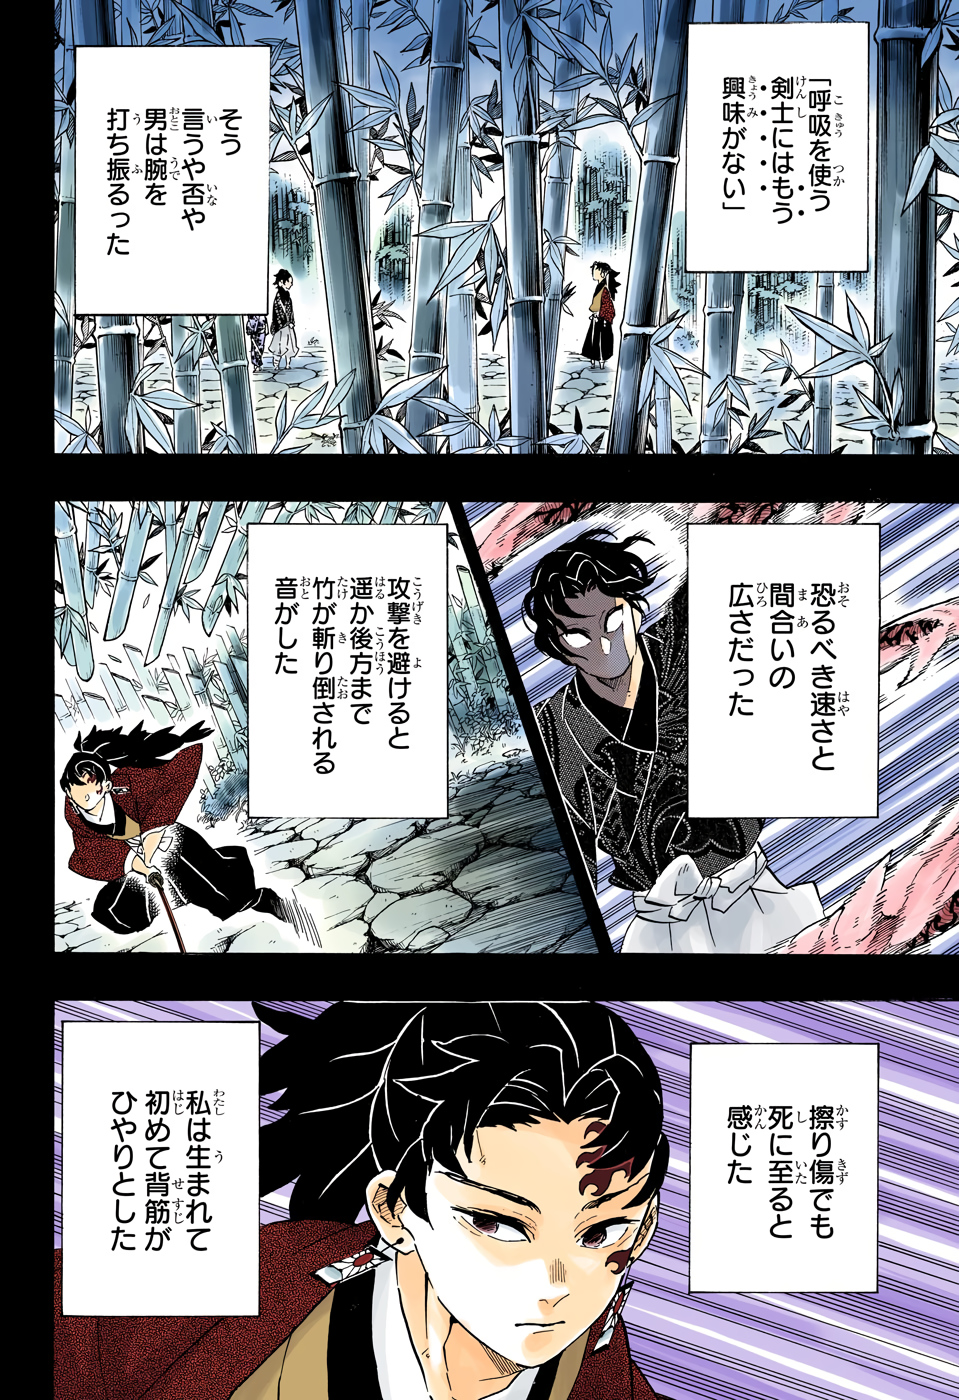 「呼吸を使う
剣士にはもう
興味がない」
そう
言うや否や
男は腕を
打ち振るった
恐るべき速さと
間合いの
広さだった
攻撃を避けると
遥か後方まで
竹が斬り倒される
音がした
擦り傷でも
死に至ると
感じた
私は生まれて
初めて背筋が
ひやりとした